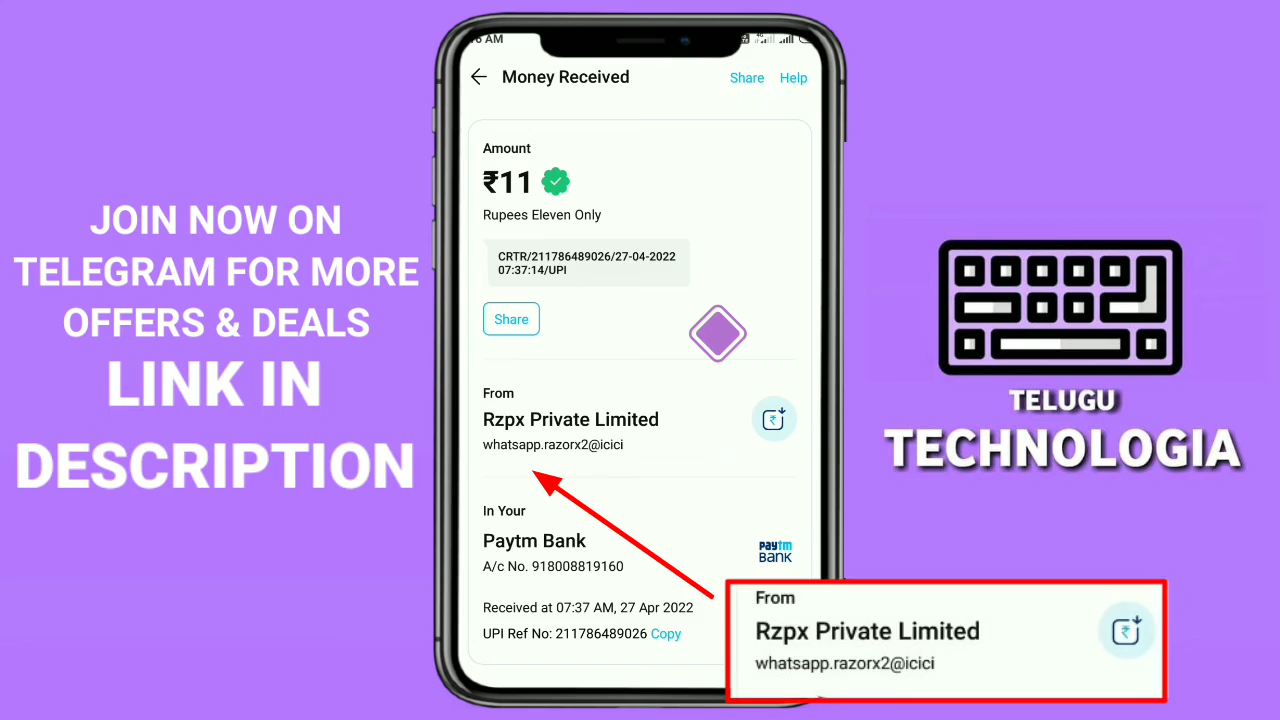 JOIN NOW ON
TELEGRAM FOR MORE
OFFERS & DEALS
LINK IN
DESCRIPTION
6 AM
Money Received
Share Help
Amount
₹11
Rupees Eleven Only
CRTR/211786489026/27-04-2022
07:37:14/UPI
Share
From
Rzpx Private Limited
whatsapp.razorx2@icici
In Your
Paytm Bank
paytm
BANK
A/c No. 918008819160
Received at 07:37 AM, 27 Apr 2022
UPI Ref No: 211786489026 Copy
From
Rzpx Private Limited
whatsapp.razorx2@icici
TELUGU
TECHNOLOGIA